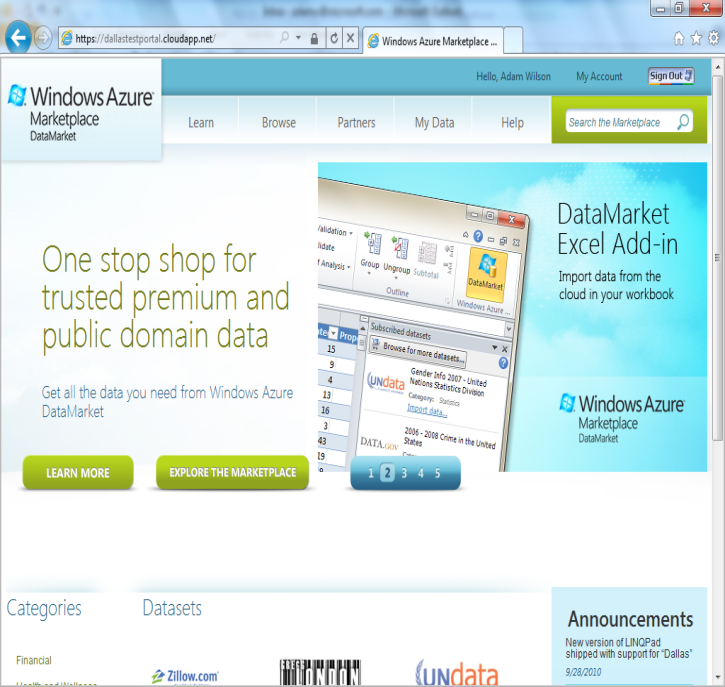 https://dallastestportal.cloudapp.net/
Windows Azure Marketplace ...
Hello, Adam Wilson
My Account
Sign Out
Windows Azure
Marketplace
DataMarket
Learn
Browse
Partners
My Data
Help
Search the Marketplace
One stop shop for
trusted premium and
public domain data
Get all the data you need from Windows Azure
DataMarket
LEARN MORE
EXPLORE THE MARKETPLACE
Validation
lidate
f Analysis
Group
Ungroup
Subtotal
Outline
DataMarket
Windows Azure ...
Prop
15
9
4
13
16
3
43
19
9
Subscribed datasets
Browse for more datasets...
UNdata
Gender Info 2007 - United
Nations Statistics Division
Category: Statistics
Import data...
DATA.GOV
2006 - 2008 Crime in the United
States
1 2 3 4 5
DataMarket
Excel Add-in
Import data from the
cloud in your workbook
Windows Azure
Marketplace
DataMarket
Categories
Financial
Health and Wellness
Datasets
Zillow.com
UNdata
Announcements
New version of LINQPad
shipped with support for "Dallas"
9/28/2010